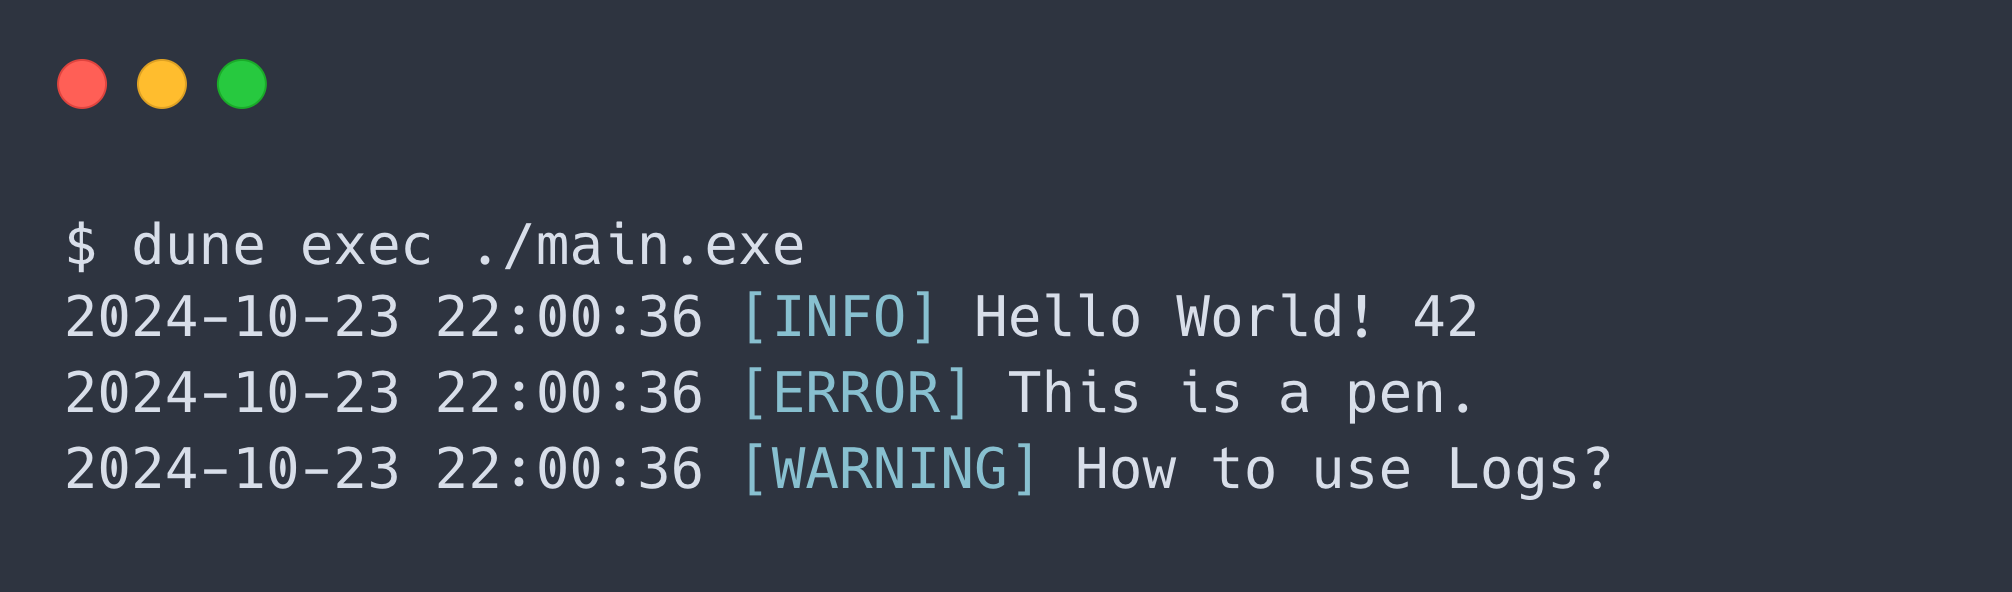 $ dune exec ./main.exe
2024-10-23 22:00:36 [INFO] Hello World! 42
2024-10-23 22:00:36 [ERROR] This is a pen.
2024-10-23 22:00:36 [WARNING] How to use Logs?